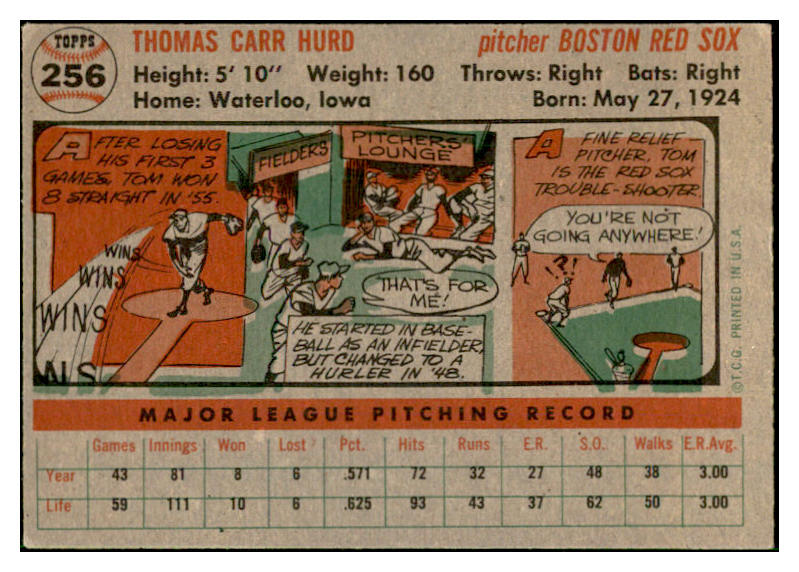 TOPPS
256
THOMAS CARR HURD
pitcher BOSTON RED SOX
Height: 5' 10" Weight: 160 Throws: Right Bats: Right
Home: Waterloo, Iowa Born: May 27, 1924
AFTER LOSING
HIS FIRST 3
GAMES, TOM WON
8 STRAIGHT IN '55.
WINS
WINS
WINS
FIELDERS
PITCHERS'
LOUNGE
THAT'S FOR
ME!
HE STARTED IN BASE-
BALL AS AN INFIELDER,
BUT CHANGED TO A
HURLER IN '48.
A FINE RELIEF
PITCHER, TOM
IS THE RED SOX
TROUBLE-SHOOTER.
YOU'RE NOT
GOING ANYWHERE!
?!?
© T.C.G. PRINTED IN U.S.A.
MAJOR LEAGUE PITCHING RECORD
Games Innings Won Lost Pct. Hits Runs E.R. S.O. Walks E.R.Avg.
Year 43 81 8 6 .571 72 32 27 48 38 3.00
Life 59 111 10 6 .625 93 43 37 62 50 3.00